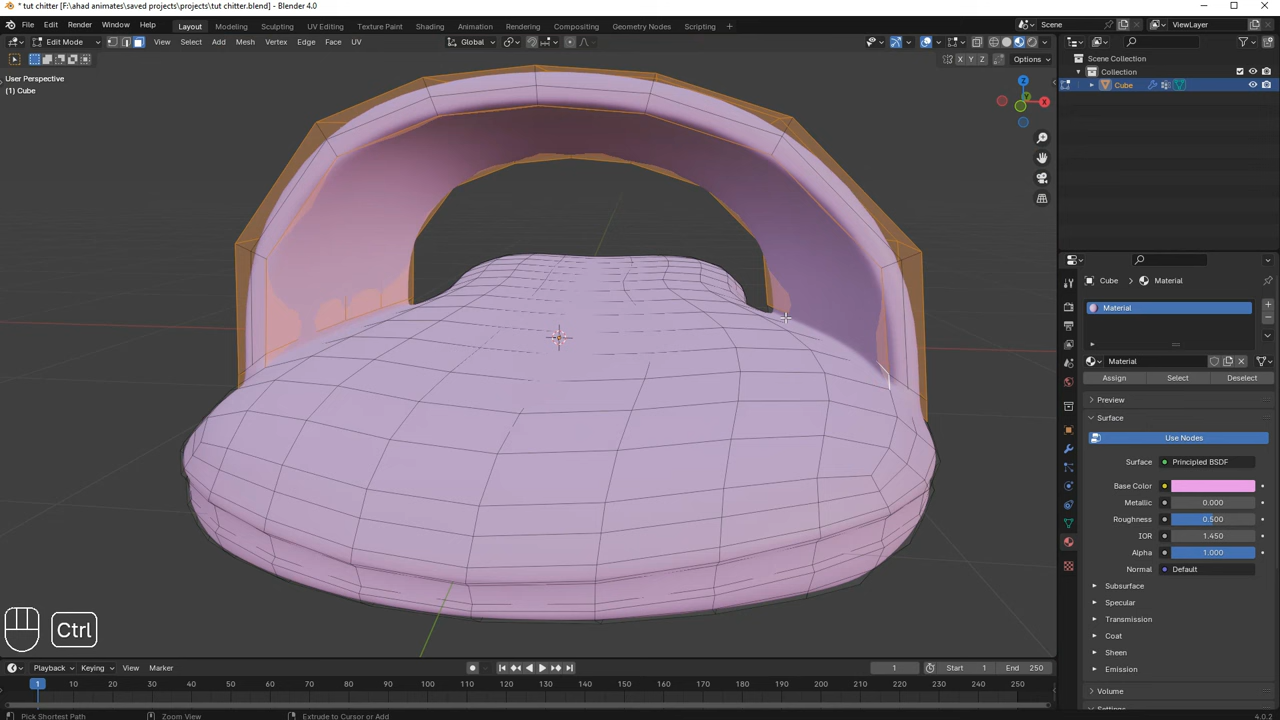 * tut chitter [F:\ahad animates\saved projects\projects\tut chitter.blend] - Blender 4.0
File Edit Render Window Help Layout Modeling Sculpting UV Editing Texture Paint Shading Animation Rendering Compositing Geometry Nodes Scripting + Scene ViewLayer
Edit Mode View Select Add Mesh Vertex Edge Face UV Global
X Y Z Options
User Perspective
(1) Cube
Z
X
Scene Collection
Collection
Cube
Cube > Material
Material
Material
Assign Select Deselect
Preview
Surface
Use Nodes
Surface Principled BSDF
Base Color
Metallic 0.000
Roughness 0.500
IOR 1.450
Alpha 1.000
Normal Default
Subsurface
Specular
Transmission
Coat
Sheen
Emission
Volume
Settings
Ctrl
Playback Keying View Marker 1 Start 1 End 250
1 10 20 30 40 50 60 70 80 90 100 110 120 130 140 150 160 170 180 190 200 210 220 230 240 250
Pick Shortest Path Zoom View Extrude to Cursor or Add 4.0.2